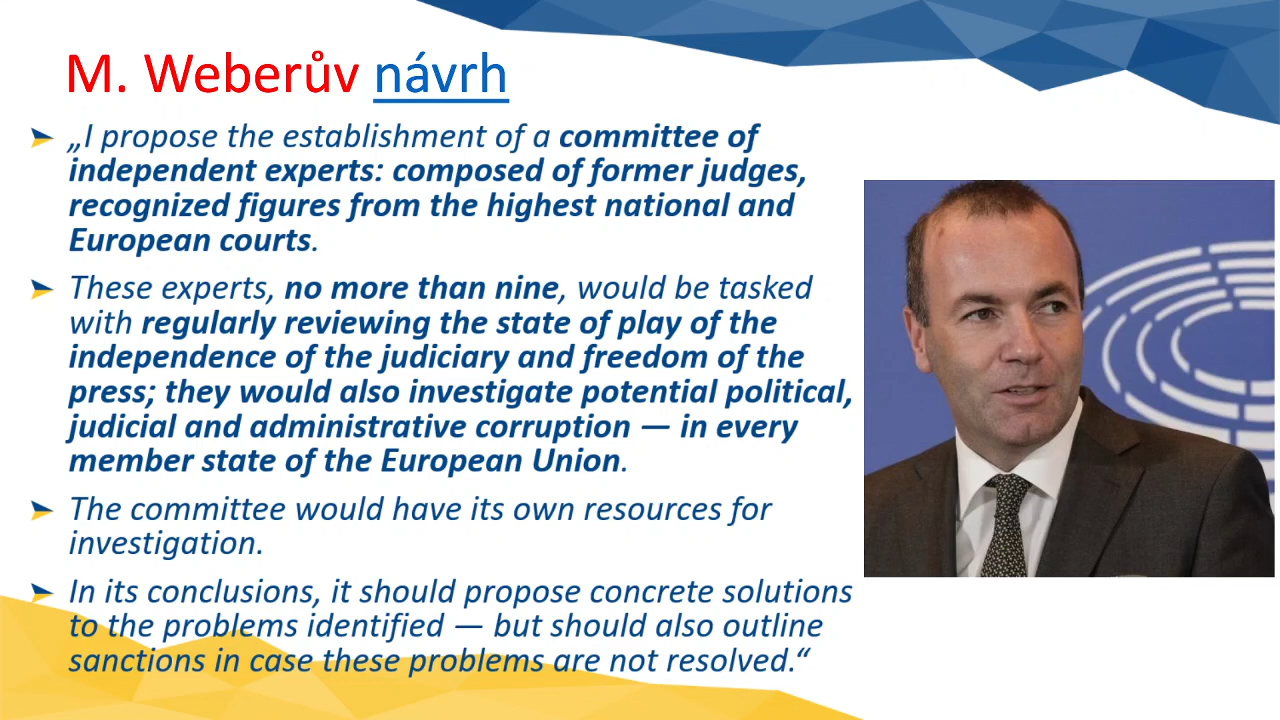 M. Weberův návrh
„I propose the establishment of a committee of
independent experts: composed of former judges,
recognized figures from the highest national and
European courts.
These experts, no more than nine, would be tasked
with regularly reviewing the state of play of the
independence of the judiciary and freedom of the
press; they would also investigate potential political,
judicial and administrative corruption — in every
member state of the European Union.
The committee would have its own resources for
investigation.
In its conclusions, it should propose concrete solutions
to the problems identified — but should also outline
sanctions in case these problems are not resolved.“